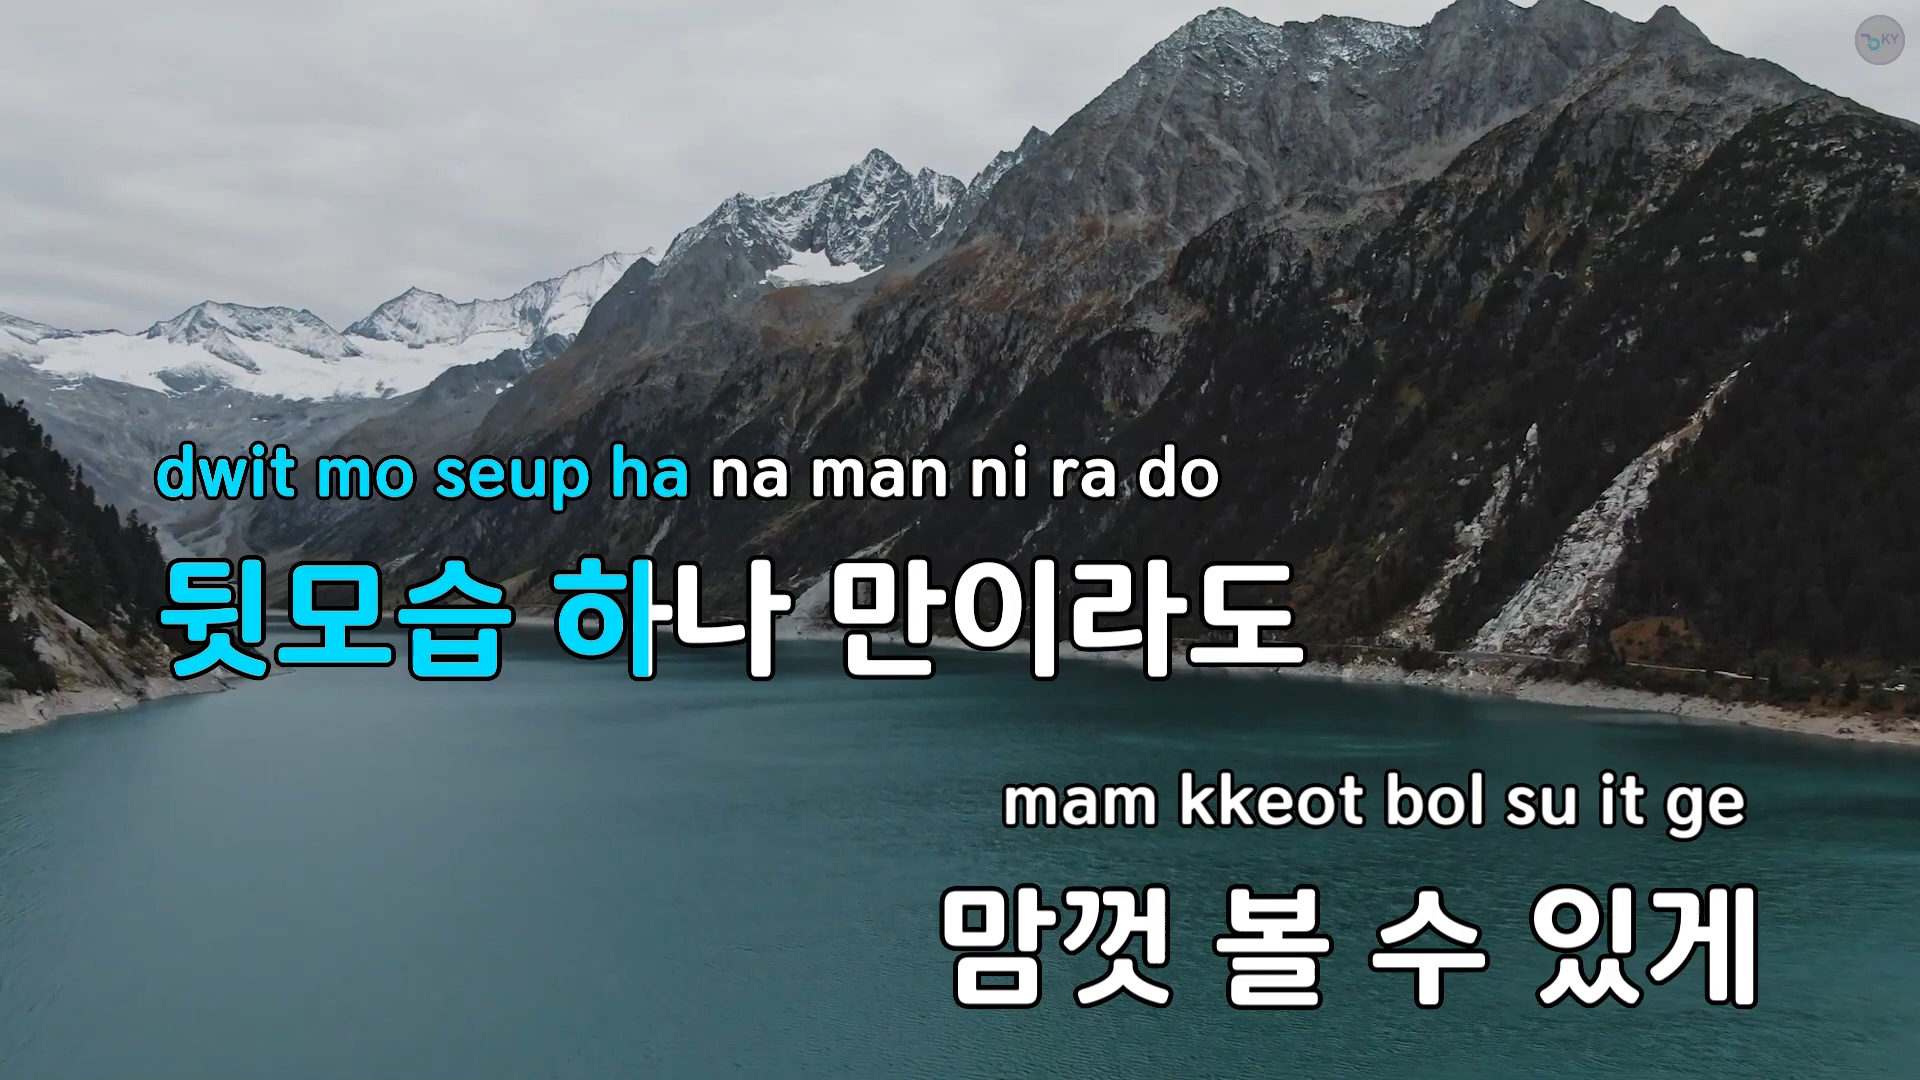 KY
dwit mo seup ha na man ni ra do
뒷모습 하나 만이라도
mam kkeot bol su it ge
맘껏 볼 수 있게